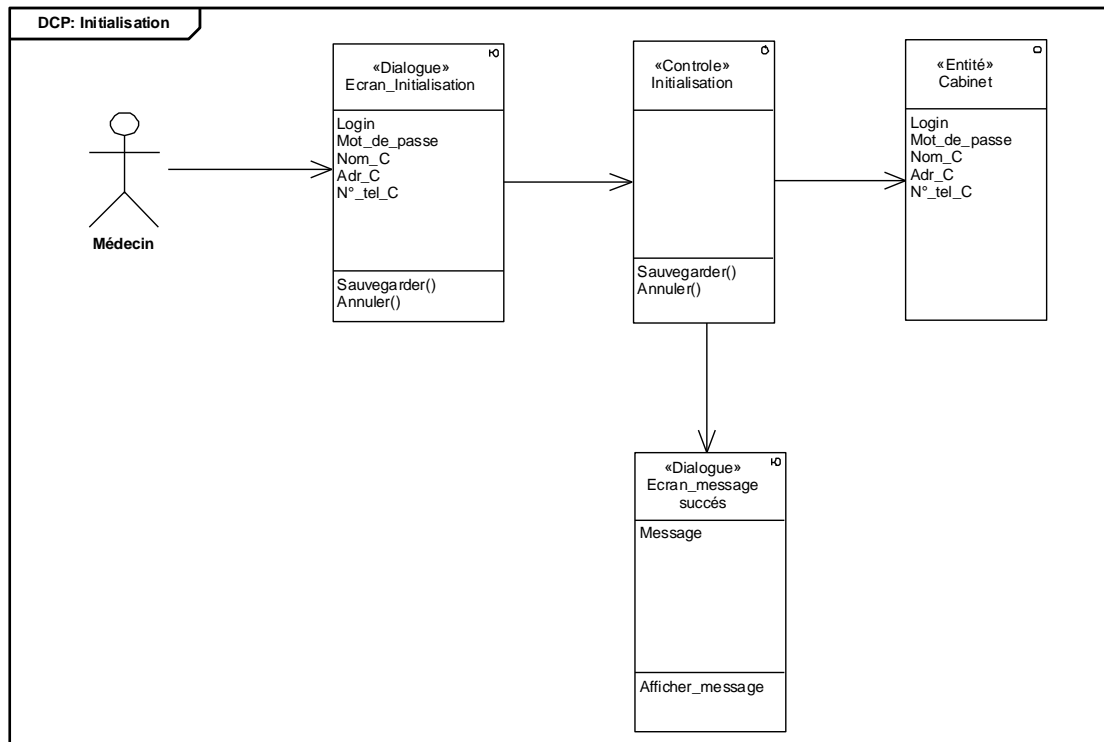 DCP: Initialisation
Médecin
«Dialogue»
Ecran_Initialisation
Login
Mot_de_passe
Nom_C
Adr_C
N°_tel_C
Sauvegarder()
Annuler()
«Controle»
Initialisation
Sauvegarder()
Annuler()
«Entité»
Cabinet
Login
Mot_de_passe
Nom_C
Adr_C
N°_tel_C
«Dialogue»
Ecran_message
succés
Message
Afficher_message